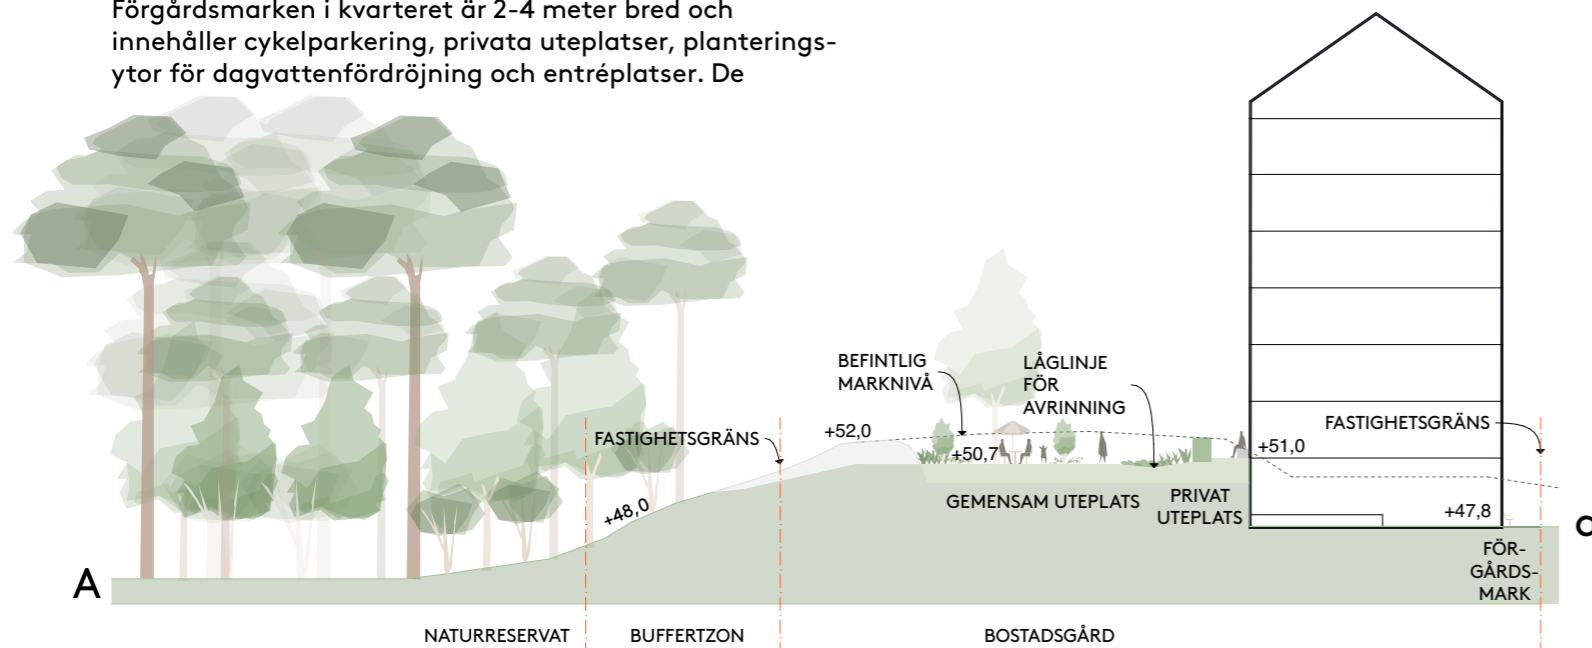 Förgårdsmarken i kvarteret är 2-4 meter bred och
innehåller cykelparkering, privata uteplatser, planterings-
ytor för dagvattenfördröjning och entréplatser. De
BEFINTLIG
MARKNIVÅ
LÅGLINJE
FÖR
AVRINNING
FASTIGHETSGRÄNS
+52,0
FASTIGHETSGRÄNS
+50,7
+51,0
GEMENSAM UTEPLATS
PRIVAT
UTEPLATS
+48,0
+47,8
FÖR-
GÅRDS-
MARK
A
NATURRESERVAT
BUFFERTZON
BOSTADSGÅRD